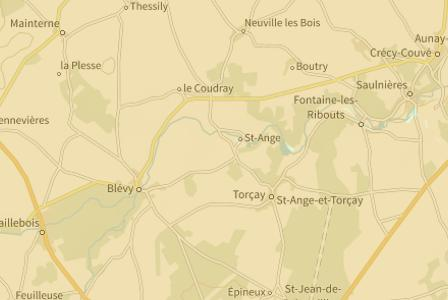 Thessily
Mainterne
Neuville les Bois
Aunay-
Crécy-Couvé
la Plesse
Boutry
le Coudray
Saulnières
Fontaine-les-
Ribouts
ennevières
St-Ange
Blévy
Torçay
St-Ange-et-Torçay
aillebois
Feuilleuse
Épineux
St-Jean-de-